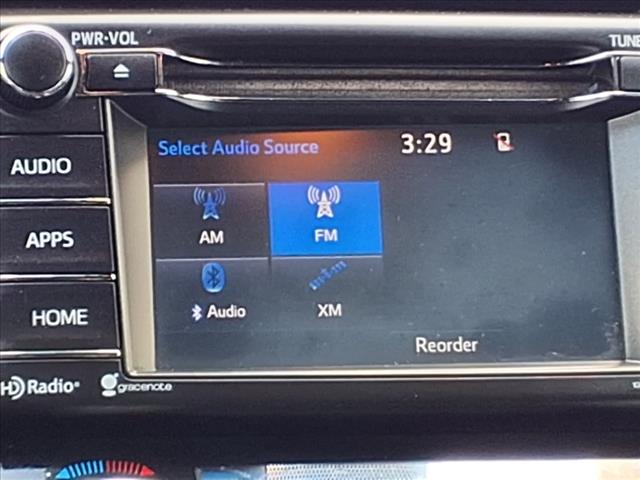 PWR•VOL
TUNE
Select Audio Source
3:29
AUDIO
AM
FM
APPS
Audio
XM
HOME
Reorder
HD Radio®
gracenote